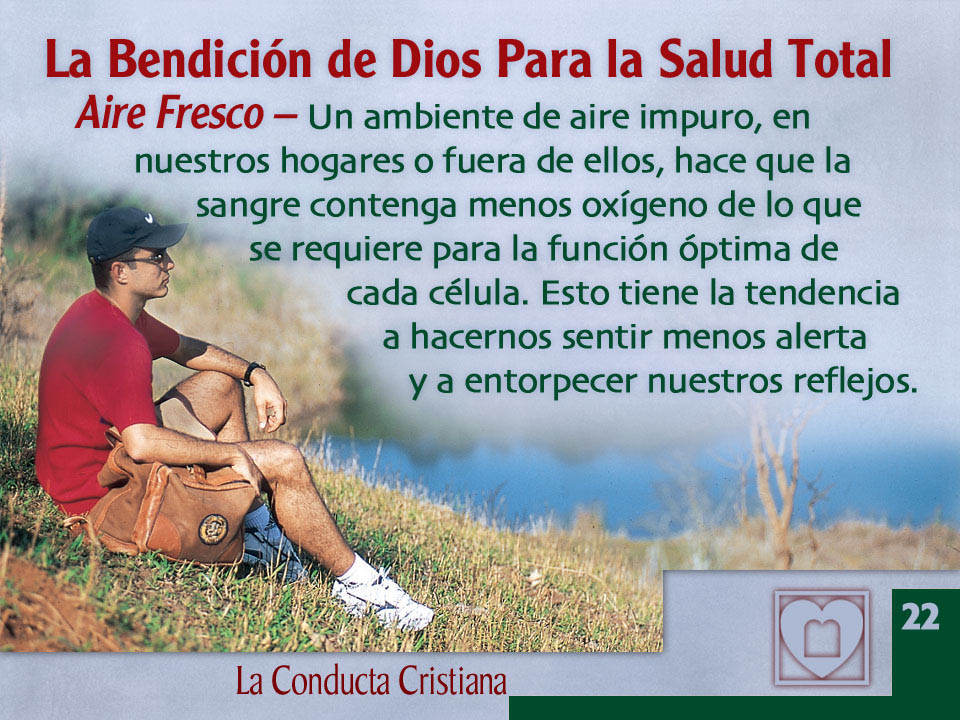 La Bendición de Dios Para la Salud Total
Aire Fresco – Un ambiente de aire impuro, en
nuestros hogares o fuera de ellos, hace que la
sangre contenga menos oxígeno de lo que
se requiere para la función óptima de
cada célula. Esto tiene la tendencia
a hacernos sentir menos alerta
y a entorpecer nuestros reflejos.
22
La Conducta Cristiana